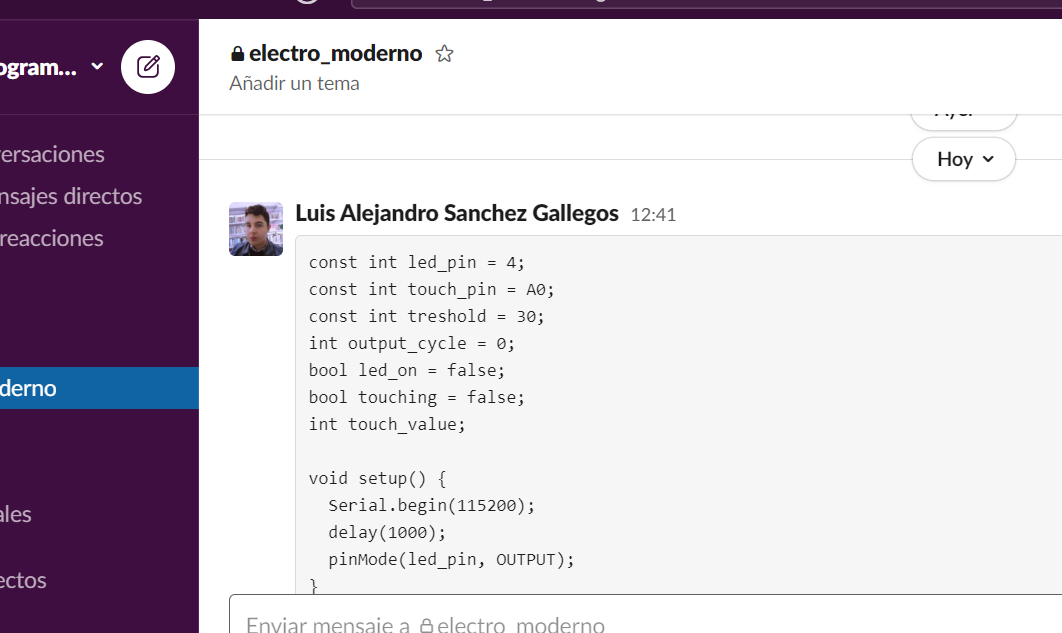 electro_moderno
ogram...
Añadir un tema
Hoy
ersaciones
nsajes directos
reacciones
derno
ales
ectos
Luis Alejandro Sanchez Gallegos 12:41
const int led_pin = 4;
const int touch_pin = A0;
const int treshold = 30;
int output_cycle = 0;
bool led_on = false;
bool touching = false;
int touch_value;
void setup() {
  Serial.begin(115200);
  delay(1000);
  pinMode(led_pin, OUTPUT);
}
Enviar mensaje a electro_moderno